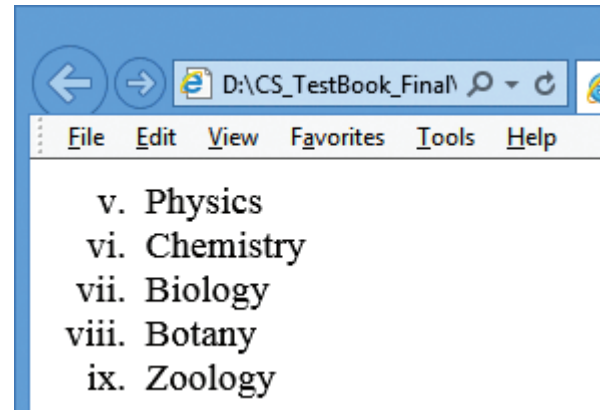 D:\CS_TestBook_Final\
File Edit View Favorites Tools Help
v. Physics
vi. Chemistry
vii. Biology
viii. Botany
ix. Zoology